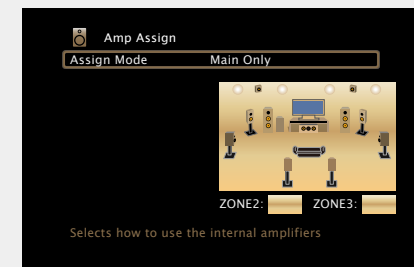 Amp Assign
Assign Mode Main Only
ZONE2: ZONE3:
Selects how to use the internal amplifiers